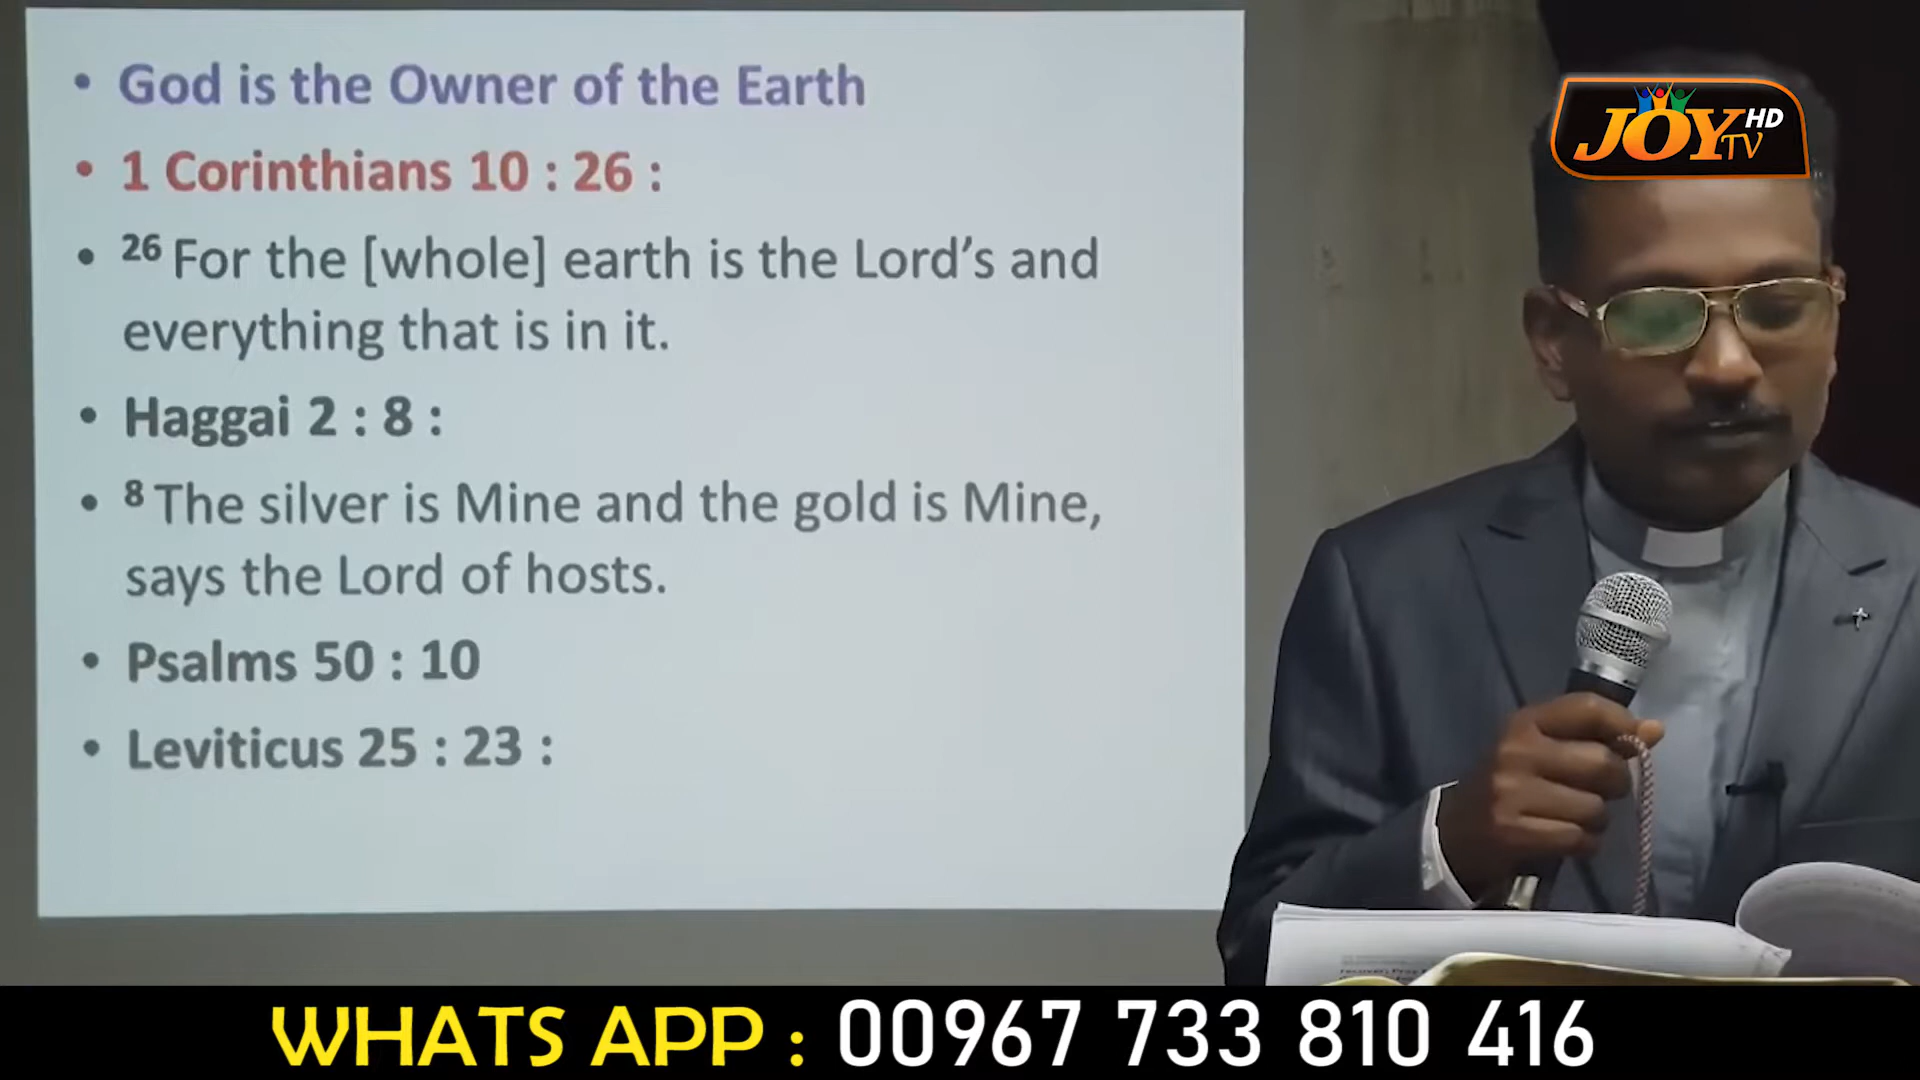 • God is the Owner of the Earth
• 1 Corinthians 10 : 26 :
• 26 For the [whole] earth is the Lord's and
everything that is in it.
• Haggai 2 : 8 :
• 8 The silver is Mine and the gold is Mine,
says the Lord of hosts.
• Psalms 50 : 10
• Leviticus 25 : 23 :
JOY TV HD
WHATS APP : 00967 733 810 416